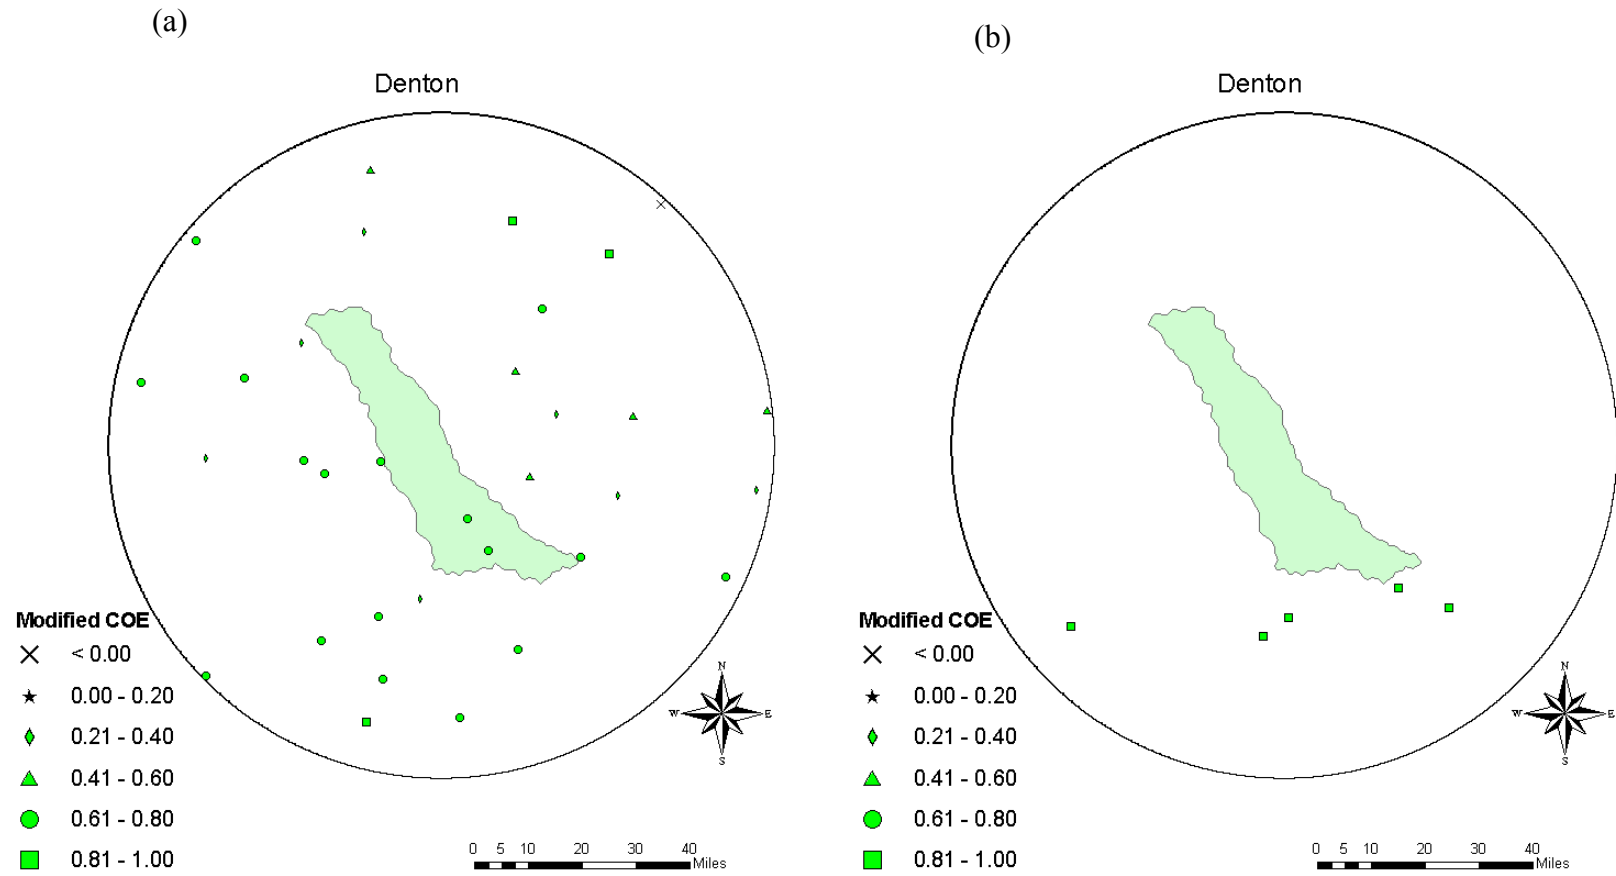 (a)
Denton
Modified COE
< 0.00
0.00 - 0.20
0.21 - 0.40
0.41 - 0.60
0.61 - 0.80
0.81 - 1.00
N
W
E
S
0 5 10 20 30 40
Miles
(b)
Denton
Modified COE
< 0.00
0.00 - 0.20
0.21 - 0.40
0.41 - 0.60
0.61 - 0.80
0.81 - 1.00
N
W
E
S
0 5 10 20 30 40
Miles